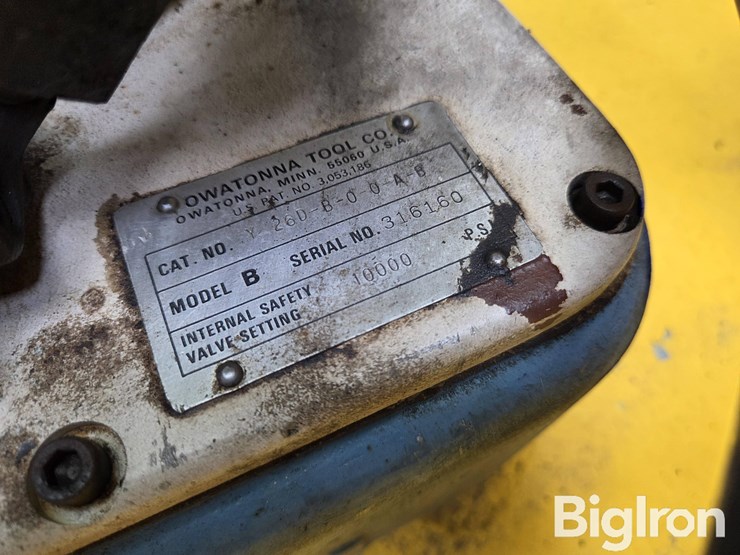 OWATONNA TOOL CO.
OWATONNA, MINN. 55060 U.S.A.
U.S. PAT. NO. 3,053,186
CAT. NO. Y 26D-B-0 0 A-B
MODEL B SERIAL NO. 316160
INTERNAL SAFETY VALVE SETTING 10000 P.S.
BigIron